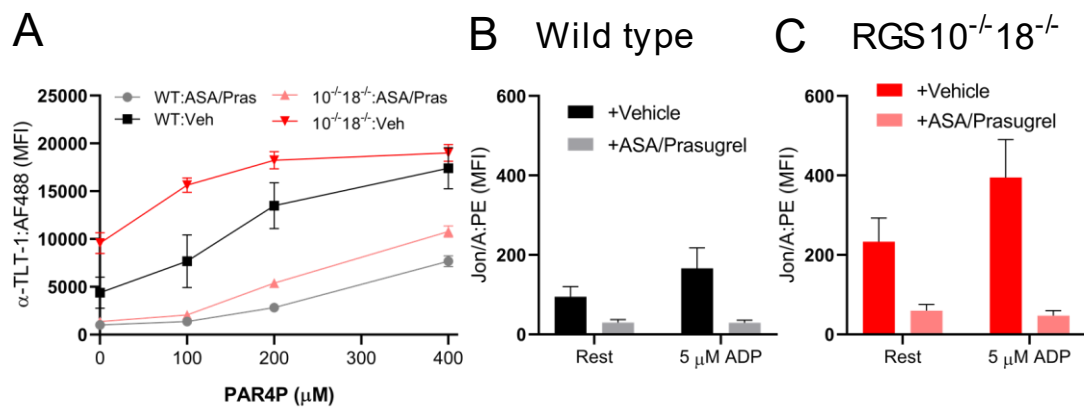 A
α-TLT-1:AF488 (MFI)
25000
20000
15000
10000
5000
0
WT:ASA/Pras
WT:Veh
10⁻/⁻18⁻/⁻:ASA/Pras
10⁻/⁻18⁻/⁻:Veh
0
100
200
300
400
PAR4P (μM)
B
Wild type
Jon/A:PE (MFI)
600
400
200
0
+Vehicle
+ASA/Prasugrel
Rest
5 μM ADP
C
RGS10⁻/⁻18⁻/⁻
Jon/A:PE (MFI)
600
400
200
0
+Vehicle
+ASA/Prasugrel
Rest
5 μM ADP